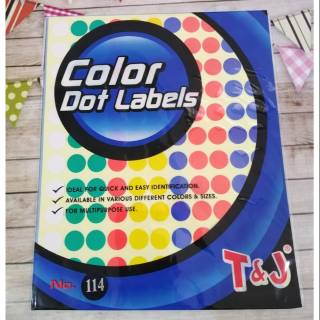 Color
Dot Labels
IDEAL FOR QUICK AND EASY IDENTIFICATION.
AVAILABLE IN VARIOUS DIFFERENT COLORS & SIZES.
FOR MULTIPURPOSE USE.
T&J
No. 114